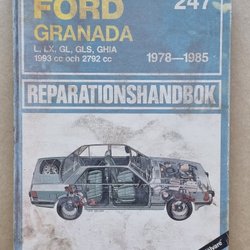 FORD 247
GRANADA
L, LX, GL, GLS, GHIA
1993 cc och 2792 cc 1978—1985
REPARATIONSHANDBOK